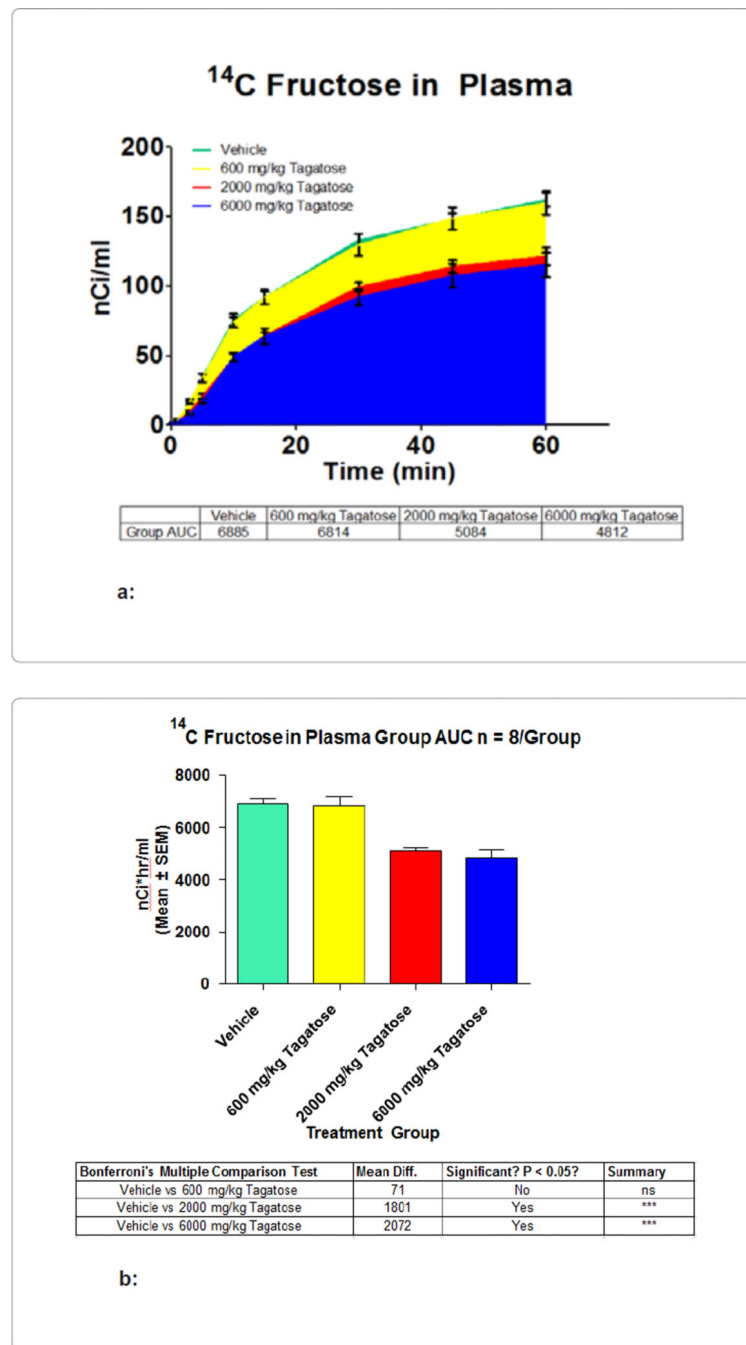 14C Fructose in Plasma
200
150
100
50
0
nCi/ml
Vehicle
600 mg/kg Tagatose
2000 mg/kg Tagatose
6000 mg/kg Tagatose
0 20 40 60
Time (min)
Vehicle 600 mg/kg Tagatose 2000 mg/kg Tagatose 6000 mg/kg Tagatose
Group AUC 6885 6814 5084 4812
a:
14C Fructose in Plasma Group AUC n = 8/Group
8000
6000
4000
2000
0
nCi*hr/ml
(Mean ± SEM)
Vehicle
600 mg/kg Tagatose
2000 mg/kg Tagatose
6000 mg/kg Tagatose
Treatment Group
Bonferroni's Multiple Comparison Test Mean Diff. Significant? P < 0.05? Summary
Vehicle vs 600 mg/kg Tagatose 71 No ns
Vehicle vs 2000 mg/kg Tagatose 1801 Yes ***
Vehicle vs 6000 mg/kg Tagatose 2072 Yes ***
b: